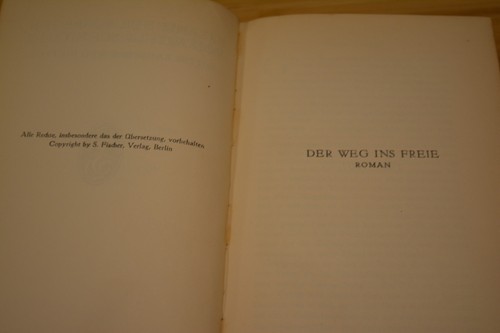 Alle Rechte, insbesondere das der Übersetzung, vorbehalten
Copyright by S. Fischer, Verlag, Berlin
DER WEG INS FREIE
ROMAN